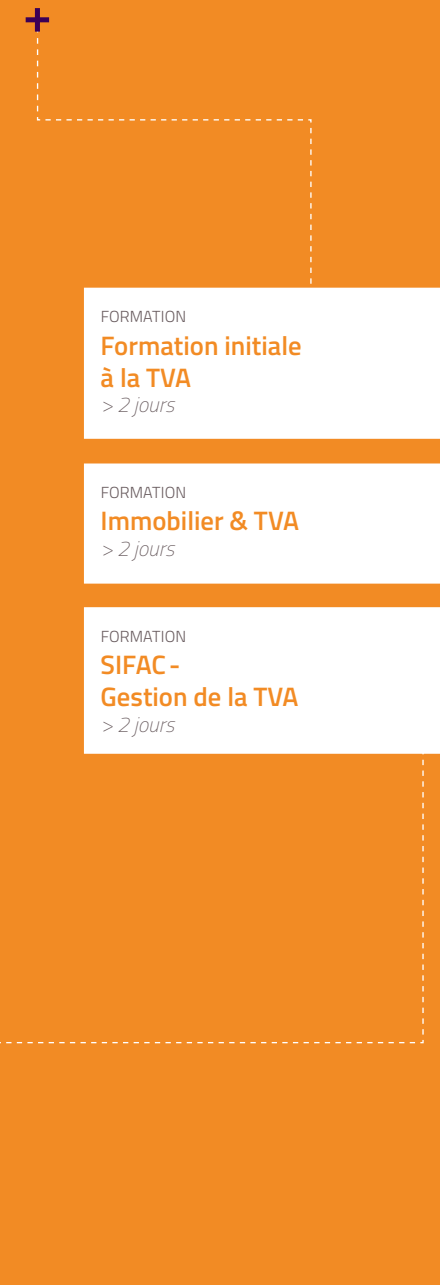 FORMATION
Formation initiale
à la TVA
> 2 jours
FORMATION
Immobilier & TVA
> 2 jours
FORMATION
SIFAC -
Gestion de la TVA
> 2 jours